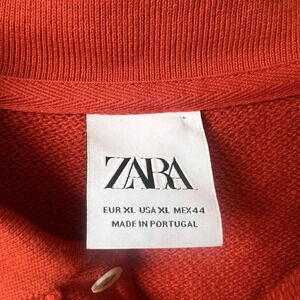 ZARA
EUR XL USA XL MEX 44
MADE IN PORTUGAL